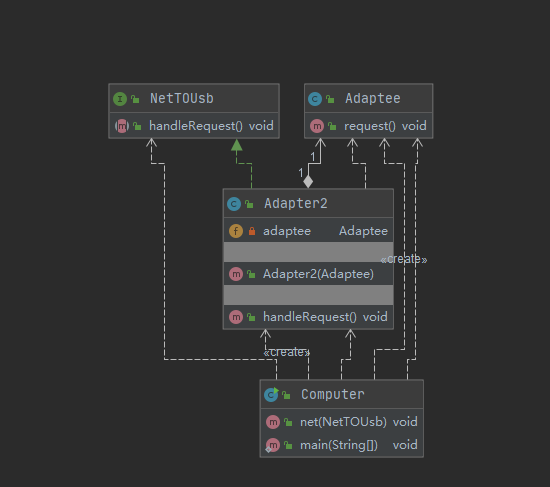 NetTOUsb
handleRequest() void
Adaptee
request() void
1
1
Adapter2
adaptee Adaptee
«create»
Adapter2(Adaptee)
handleRequest() void
«create»
Computer
net(NetTOUsb) void
main(String[]) void